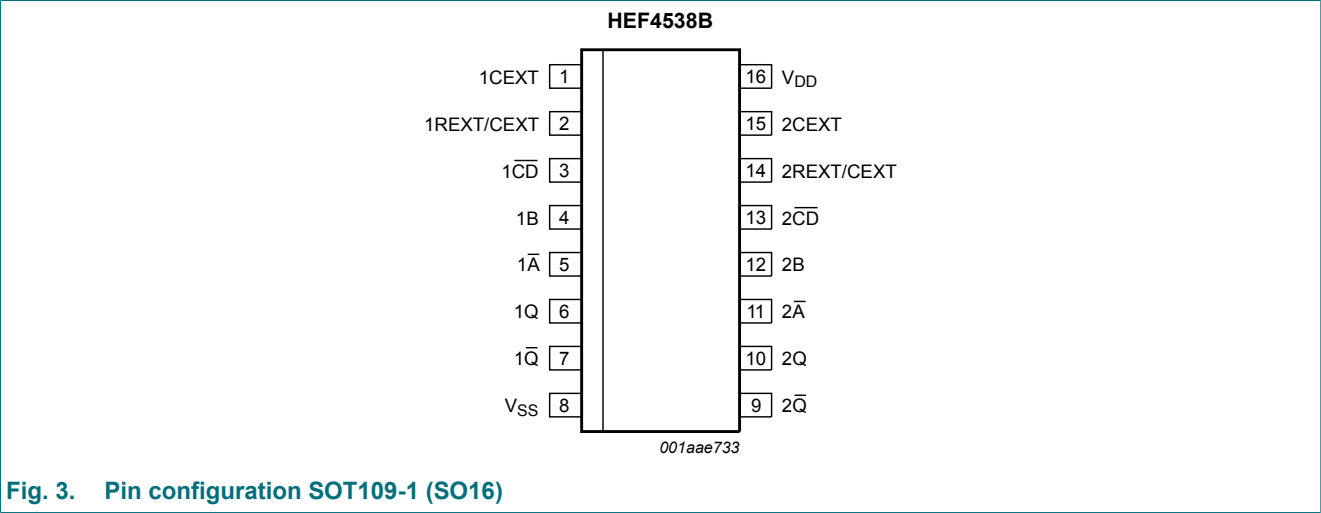 HEF4538B
1CEXT 1 16 VDD
1REXT/CEXT 2 15 2CEXT
1C̅D̅ 3 14 2REXT/CEXT
1B 4 13 2C̅D̅
1A̅ 5 12 2B
1Q 6 11 2A̅
1Q̅ 7 10 2Q
VSS 8 9 2Q̅
001aae733
Fig. 3. Pin configuration SOT109-1 (SO16)